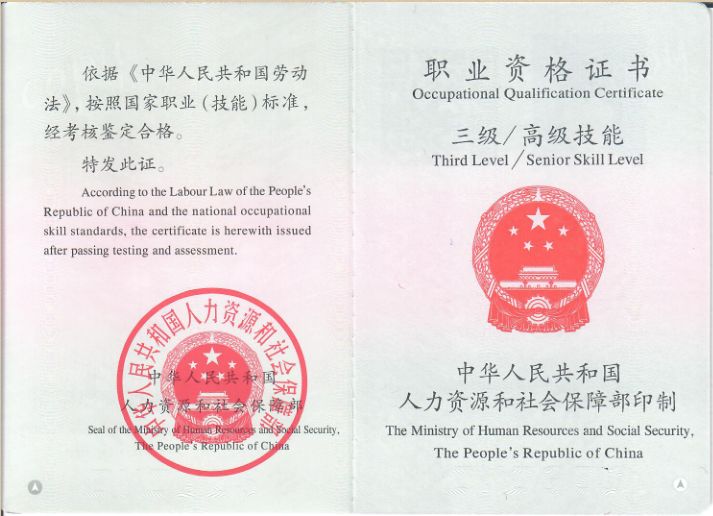 依据《中华人民共和国劳动
法》，按照国家职业（技能）标准，
经考核鉴定合格。
特发此证。
According to the Labour Law of the People's
Republic of China and the national occupational
skill standards, the certificate is herewith issued
after passing testing and assessment.
中华人民共和国人力资源和社会保障部
中华人民共和国
人力资源和社会保障部
Seal of the Ministry of Human Resources and Social Security,
The People's Republic of China
职业资格证书
Occupational Qualification Certificate
三级/高级技能
Third Level/Senior Skill Level
中华人民共和国
人力资源和社会保障部印制
The Ministry of Human Resources and Social Security,
The People's Republic of China